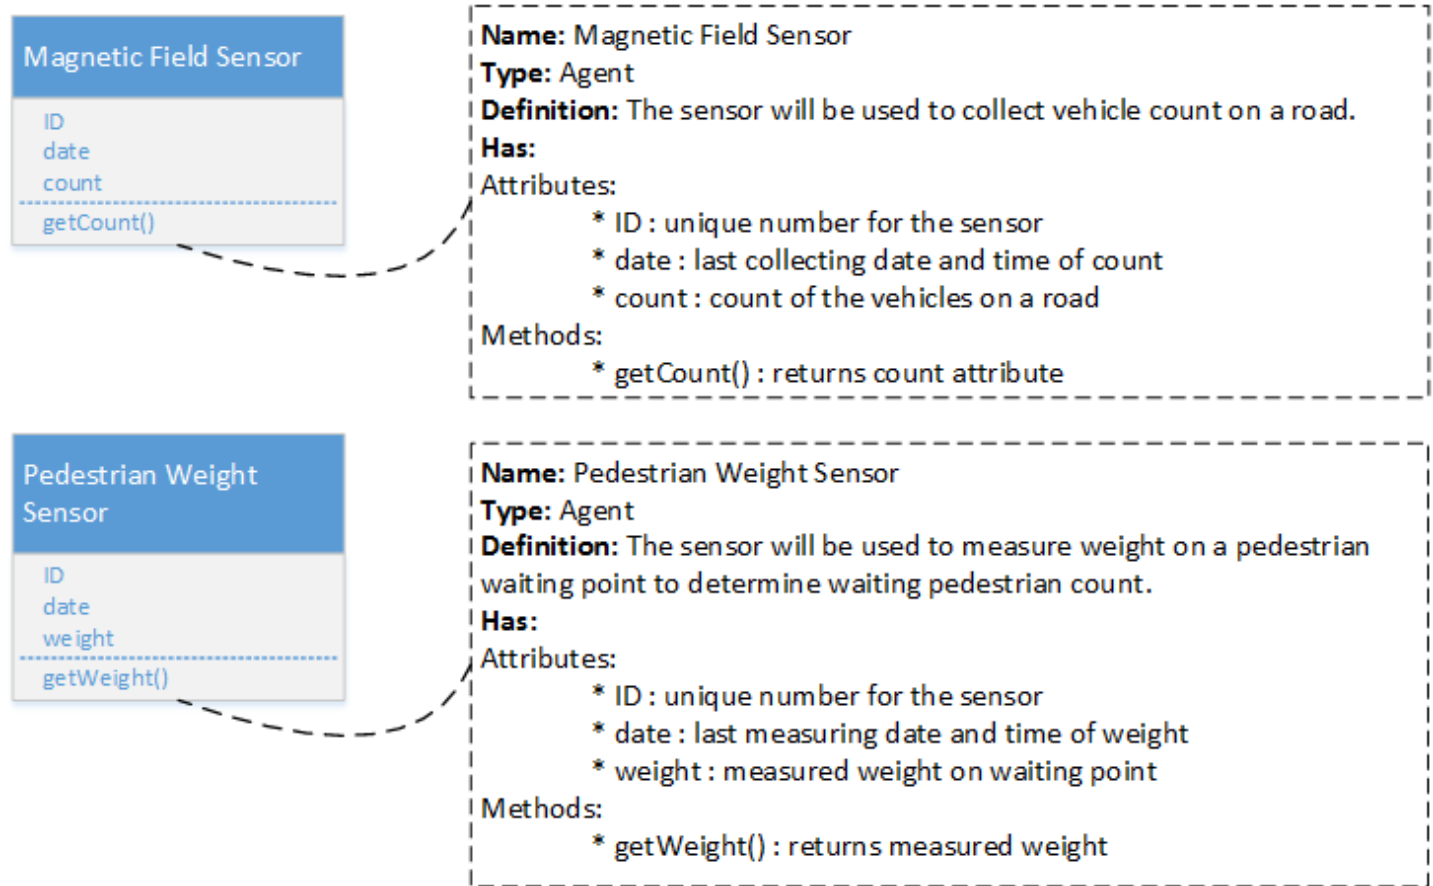 Magnetic Field Sensor
ID
date
count
getCount()
Name: Magnetic Field Sensor
Type: Agent
Definition: The sensor will be used to collect vehicle count on a road.
Has:
Attributes:
* ID : unique number for the sensor
* date : last collecting date and time of count
* count : count of the vehicles on a road
Methods:
* getCount() : returns count attribute
Pedestrian Weight
Sensor
ID
date
weight
getWeight()
Name: Pedestrian Weight Sensor
Type: Agent
Definition: The sensor will be used to measure weight on a pedestrian
waiting point to determine waiting pedestrian count.
Has:
Attributes:
* ID : unique number for the sensor
* date : last measuring date and time of weight
* weight : measured weight on waiting point
Methods:
* getWeight() : returns measured weight